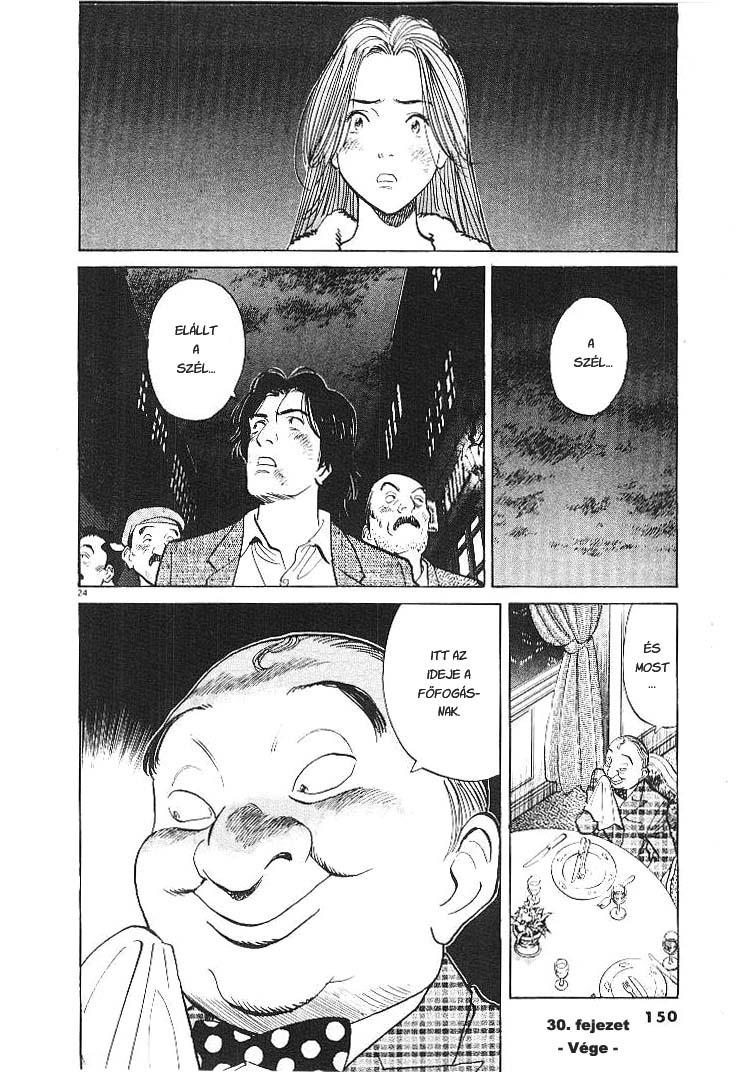 A
SZÉL...
ELÁLLT
A
SZÉL...
24
ÉS
MOST
...
ITT AZ
IDEJE A
FŐFOGÁS-
NAK.
150
30. fejezet
- Vége -